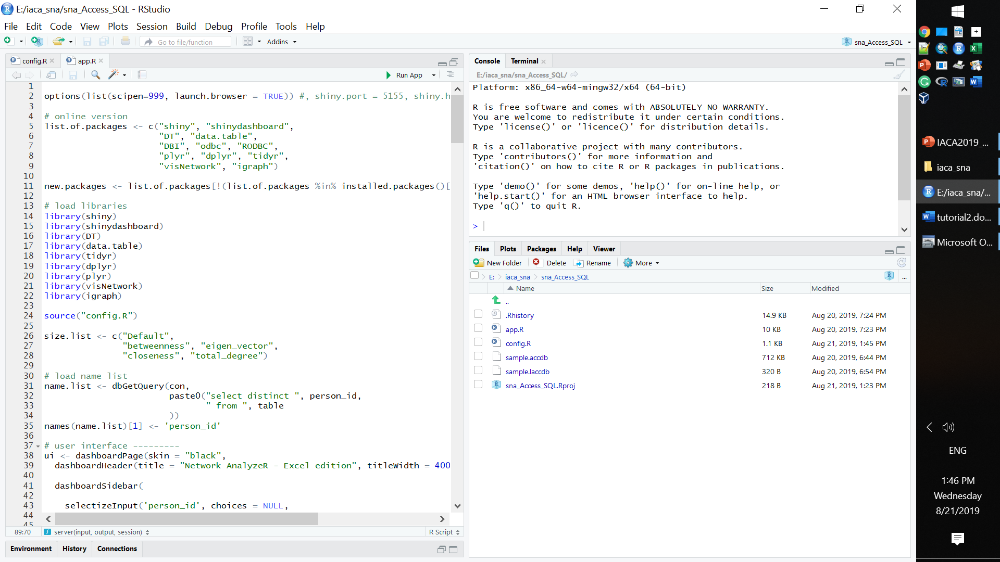 E:/iaca_sna/sna_Access_SQL - RStudio
File Edit Code View Plots Session Build Debug Profile Tools Help
Go to file/function
Addins
sna_Access_SQL
config.R
app.R
Run App
1
2 options(list(scipen=999, launch.browser = TRUE)) #, shiny.port = 5155, shiny.h
3
4 # online version
5 list.of.packages <- c("shiny", "shinydashboard",
6 "DT", "data.table",
7 "DBI", "odbc", "RODBC",
8 "plyr", "dplyr", "tidyr",
9 "visNetwork", "igraph")
10
11 new.packages <- list.of.packages[!(list.of.packages %in% installed.packages()[
12
13 # load libraries
14 library(shiny)
15 library(shinydashboard)
16 library(DT)
17 library(data.table)
18 library(tidyr)
19 library(dplyr)
20 library(plyr)
21 library(visNetwork)
22 library(igraph)
23
24 source("config.R")
25
26 size.list <- c("Default",
27 "betweenness", "eigen_vector",
28 "closeness", "total_degree")
29
30 # load name list
31 name.list <- dbGetQuery(con,
32 paste0("select distinct ", person_id,
33 " from ", table
34 ))
35 names(name.list)[1] <- 'person_id'
36
37 # user interface ---------
38 ui <- dashboardPage(skin = "black",
39 dashboardHeader(title = "Network AnalyzeR - Excel edition", titleWidth = 400
40
41 dashboardSidebar(
42
43 selectizeInput('person_id', choices = NULL,
44
45
89:70 server(input, output, session) R Script
Environment History Connections
Console Terminal
E:/iaca_sna/sna_Access_SQL/
Platform: x86_64-w64-mingw32/x64 (64-bit)
R is free software and comes with ABSOLUTELY NO WARRANTY.
You are welcome to redistribute it under certain conditions.
Type 'license()' or 'licence()' for distribution details.
R is a collaborative project with many contributors.
Type 'contributors()' for more information and
'citation()' on how to cite R or R packages in publications.
Type 'demo()' for some demos, 'help()' for on-line help, or
'help.start()' for an HTML browser interface to help.
Type 'q()' to quit R.
>
Files Plots Packages Help Viewer
New Folder Delete Rename More
E: iaca_sna sna_Access_SQL ...
Name Size Modified
..
.Rhistory 14.9 KB Aug 20, 2019, 7:24 PM
app.R 10 KB Aug 20, 2019, 7:23 PM
config.R 1.1 KB Aug 21, 2019, 1:45 PM
sample.accdb 712 KB Aug 20, 2019, 6:44 PM
sample.laccdb 320 B Aug 20, 2019, 6:54 PM
sna_Access_SQL.Rproj 218 B Aug 21, 2019, 1:23 PM
IACA2019_...
iaca_sna
E:/iaca_sna/...
tutorial2.do...
Microsoft O...
ENG
1:46 PM
Wednesday
8/21/2019